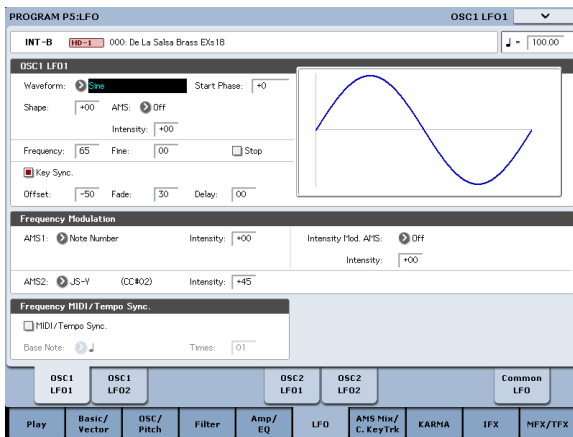 PROGRAM P5:LFO OSC1 LFO1
INT-B HD-1 000: De La Salsa Brass EXs18 ♩ = 100.00
OSC1 LFO1
Waveform: Sine Start Phase: +0
Shape: +00 AMS: Off
Intensity: +00
Frequency: 65 Fine: 00 Stop
Key Sync.
Offset: -50 Fade: 30 Delay: 00
Frequency Modulation
AMS1: Note Number Intensity: +00 Intensity Mod. AMS: Off
Intensity: +00
AMS2: JS-Y (CC#02) Intensity: +45
Frequency MIDI/Tempo Sync.
MIDI/Tempo Sync.
Base Note: ♩ Times: 01
OSC1 LFO1 OSC1 LFO2 OSC2 LFO1 OSC2 LFO2 Common LFO
Play Basic/Vector OSC/Pitch Filter Amp/EQ LFO AMS Mix/C. KeyTrk KARMA IFX MFX/TFX